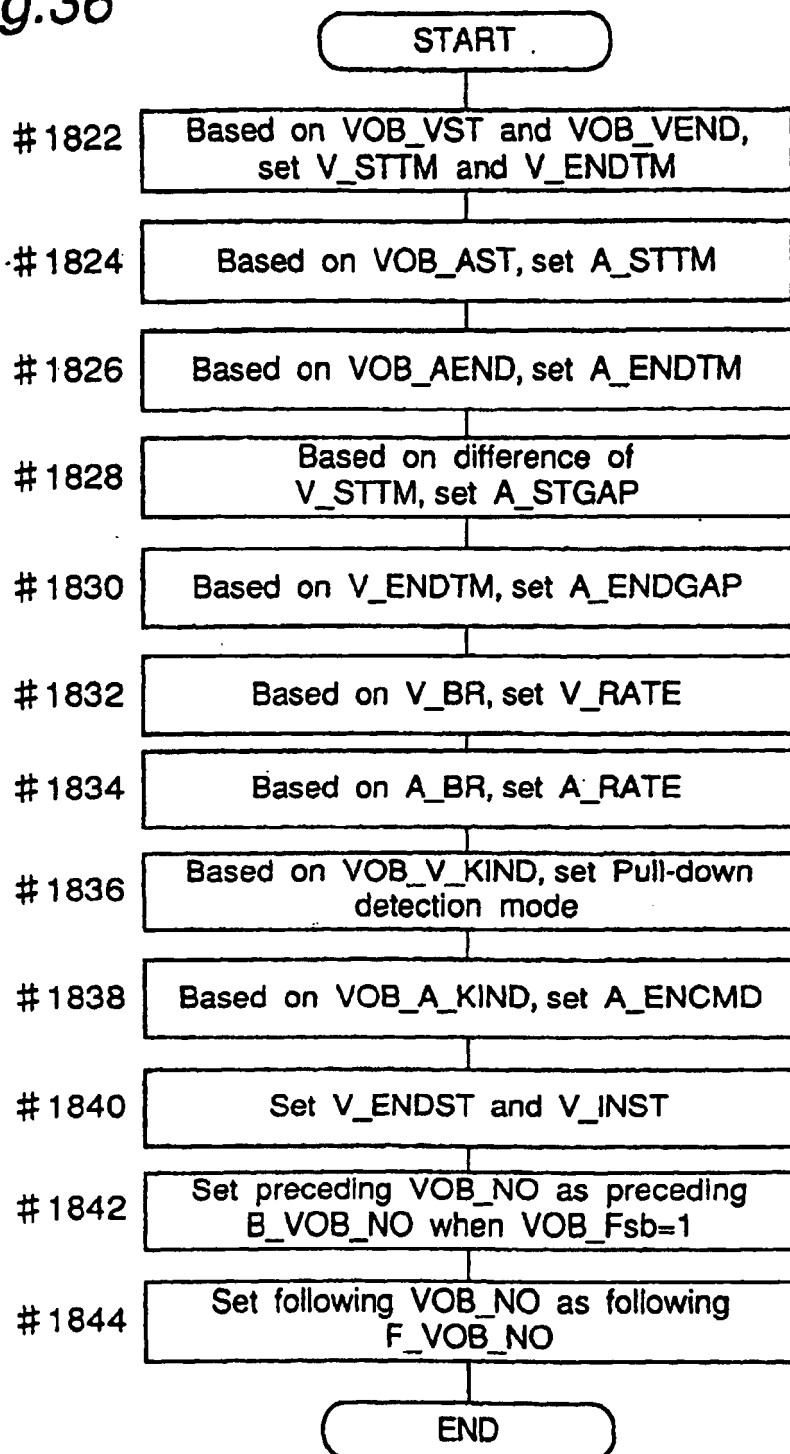 g.36
START
#1822
Based on VOB_VST and VOB_VEND,
set V_STTM and V_ENDTM
#1824
Based on VOB_AST, set A_STTM
#1826
Based on VOB_AEND, set A_ENDTM
#1828
Based on difference of
V_STTM, set A_STGAP
#1830
Based on V_ENDTM, set A_ENDGAP
#1832
Based on V_BR, set V_RATE
#1834
Based on A_BR, set A_RATE
#1836
Based on VOB_V_KIND, set Pull-down
detection mode
#1838
Based on VOB_A_KIND, set A_ENCMD
#1840
Set V_ENDST and V_INST
#1842
Set preceding VOB_NO as preceding
B_VOB_NO when VOB_Fsb=1
#1844
Set following VOB_NO as following
F_VOB_NO
END